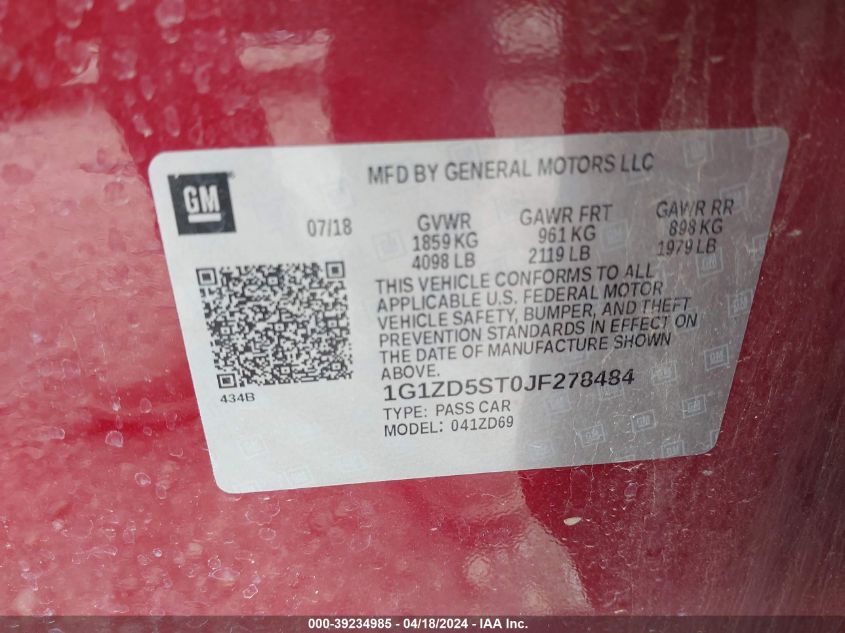 MFD BY GENERAL MOTORS LLC
GM
07/18
GVWR GAWR FRT GAWR RR
1859 KG 961 KG 898 KG
4098 LB 2119 LB 1979 LB
THIS VEHICLE CONFORMS TO ALL
APPLICABLE U.S. FEDERAL MOTOR
VEHICLE SAFETY, BUMPER, AND THEFT
PREVENTION STANDARDS IN EFFECT ON
THE DATE OF MANUFACTURE SHOWN
ABOVE.
434B
1G1ZD5ST0JF278484
TYPE: PASS CAR
MODEL: 041ZD69
000-39234985 - 04/18/2024 - IAA Inc.